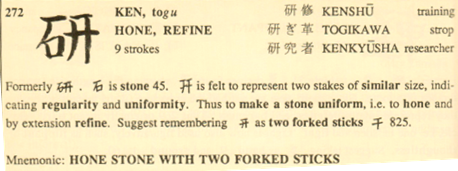 272 研 KEN, togu 研修 KENSHŪ training
HONE, REFINE 研ぎ革 TOGIKAWA strop
9 strokes 研究者 KENKYŪSHA researcher
Formerly 硏 . 石 is stone 45. 幵 is felt to represent two stakes of similar size, indi-
cating regularity and uniformity. Thus to make a stone uniform, i.e. to hone and
by extension refine. Suggest remembering 开 as two forked sticks 干 825.
Mnemonic: HONE STONE WITH TWO FORKED STICKS